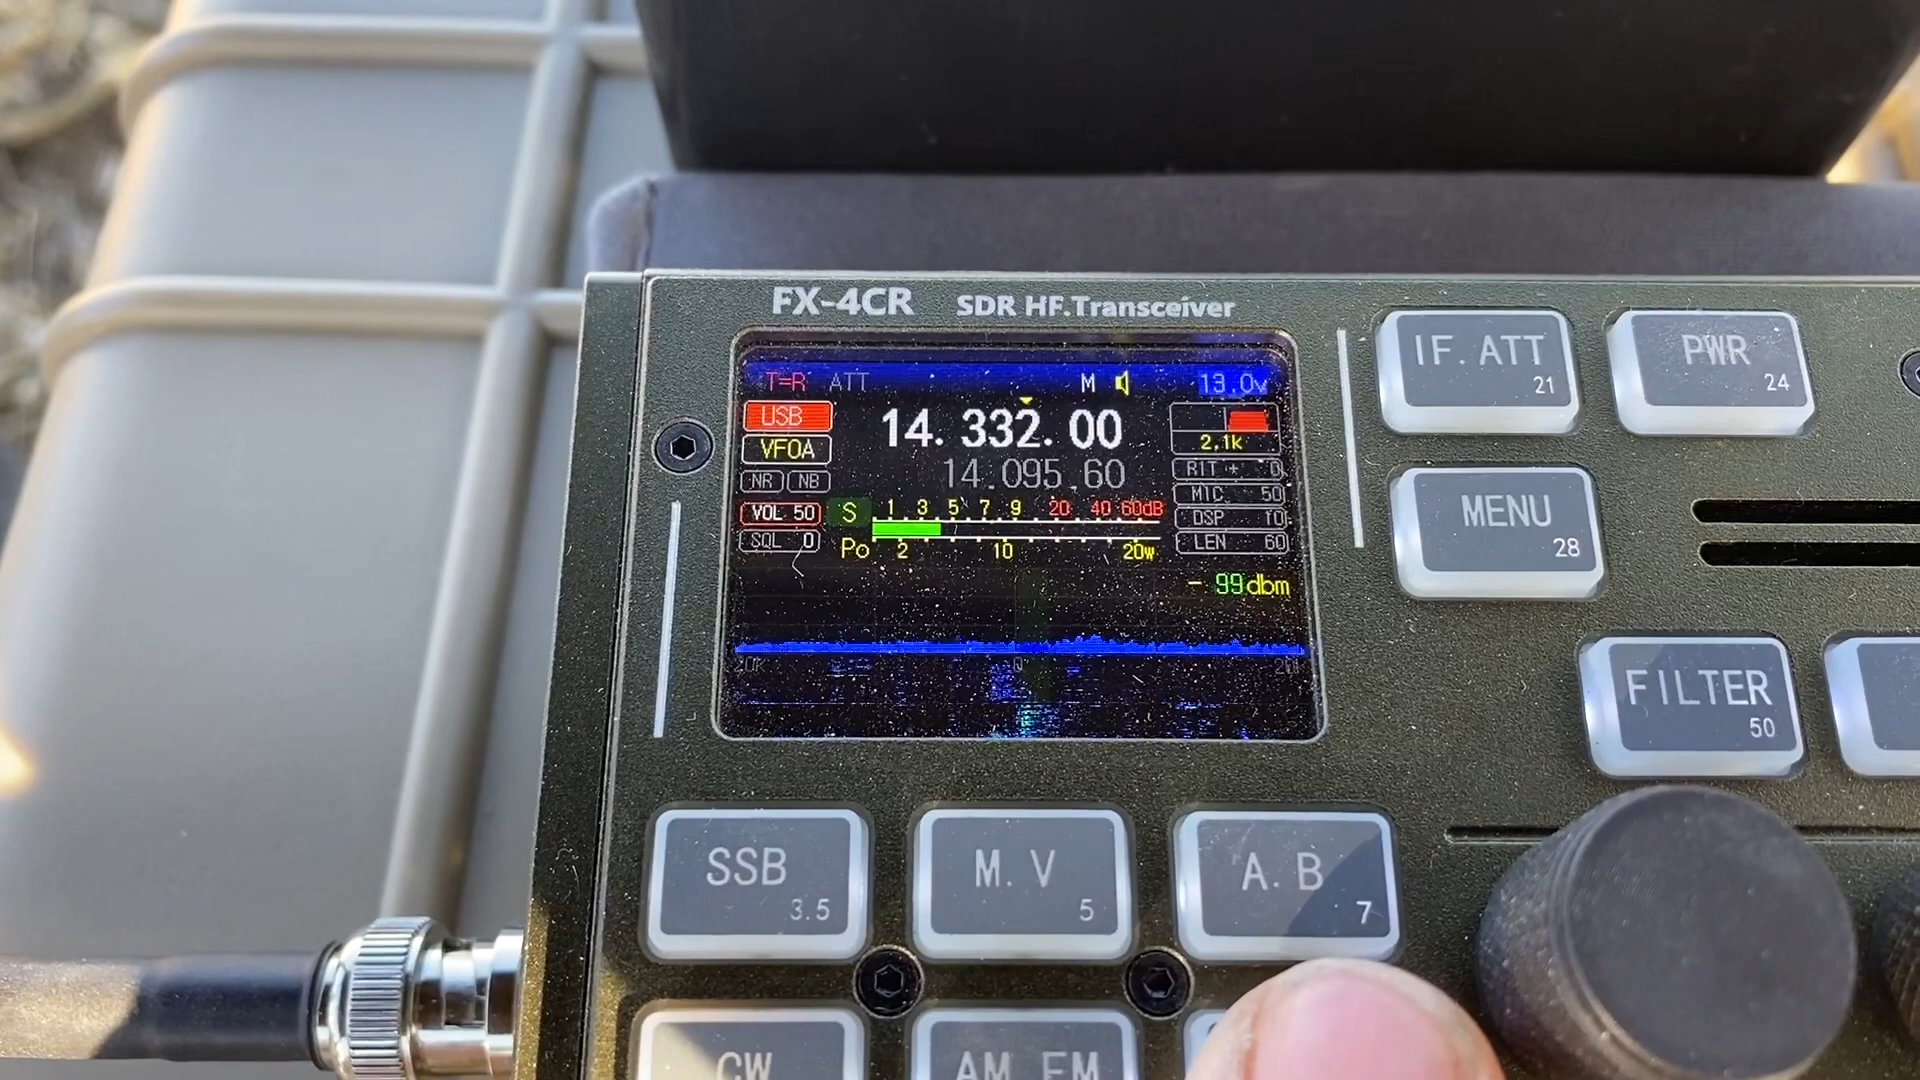 FX-4CR SDR HF.Transceiver
T=R ATT M 13.0v
USB 14.332.00
VFOA 2.1k
14.095.60 RIT + 0
NR NB MIC 50
VOL 50 S 1 3 5 7 9 20 40 60dB DSP 10
SQL 0 Po 2 10 20w LEN 60
- 99dbm
20k 0
IF.ATT 21
PWR 24
MENU 28
FILTER 50
SSB 3.5
M.V 5
A.B 7
CW
AM FM